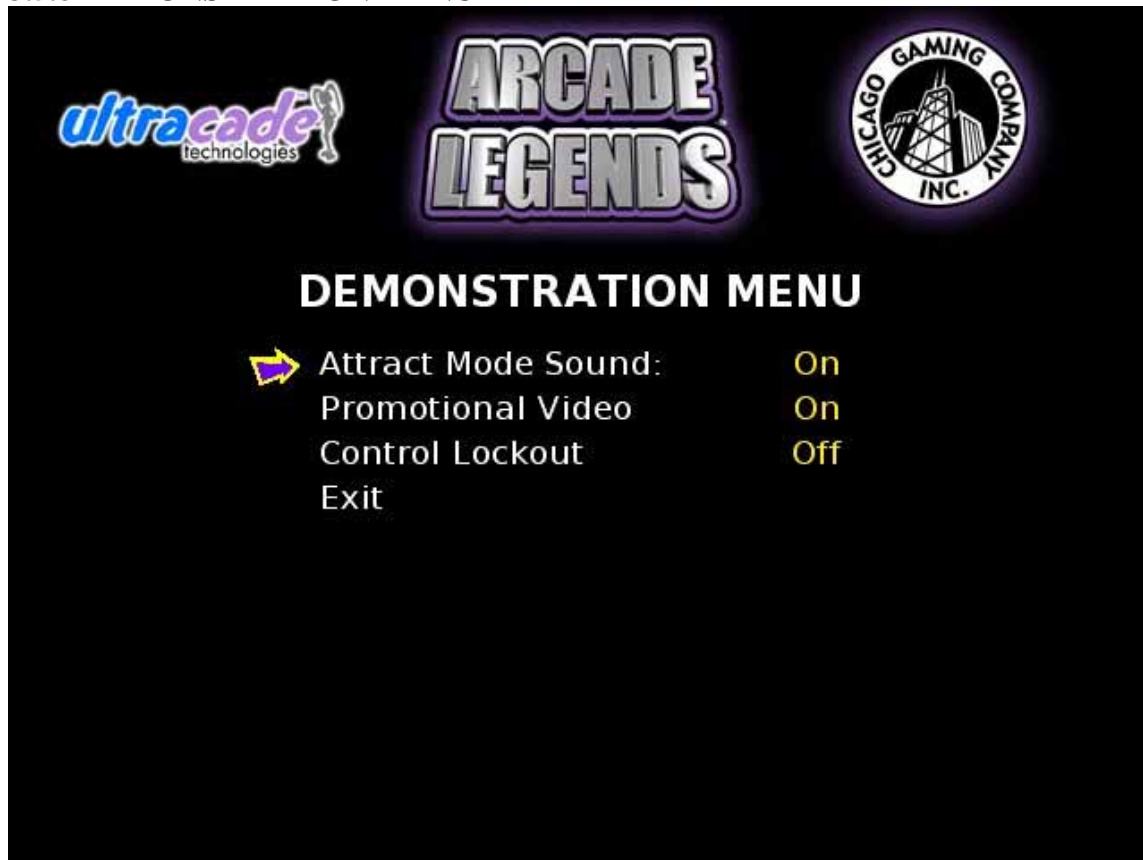 ultracade
technologies
ARCADE
LEGENDS
CHICAGO GAMING COMPANY
INC.
DEMONSTRATION MENU
Attract Mode Sound: On
Promotional Video On
Control Lockout Off
Exit